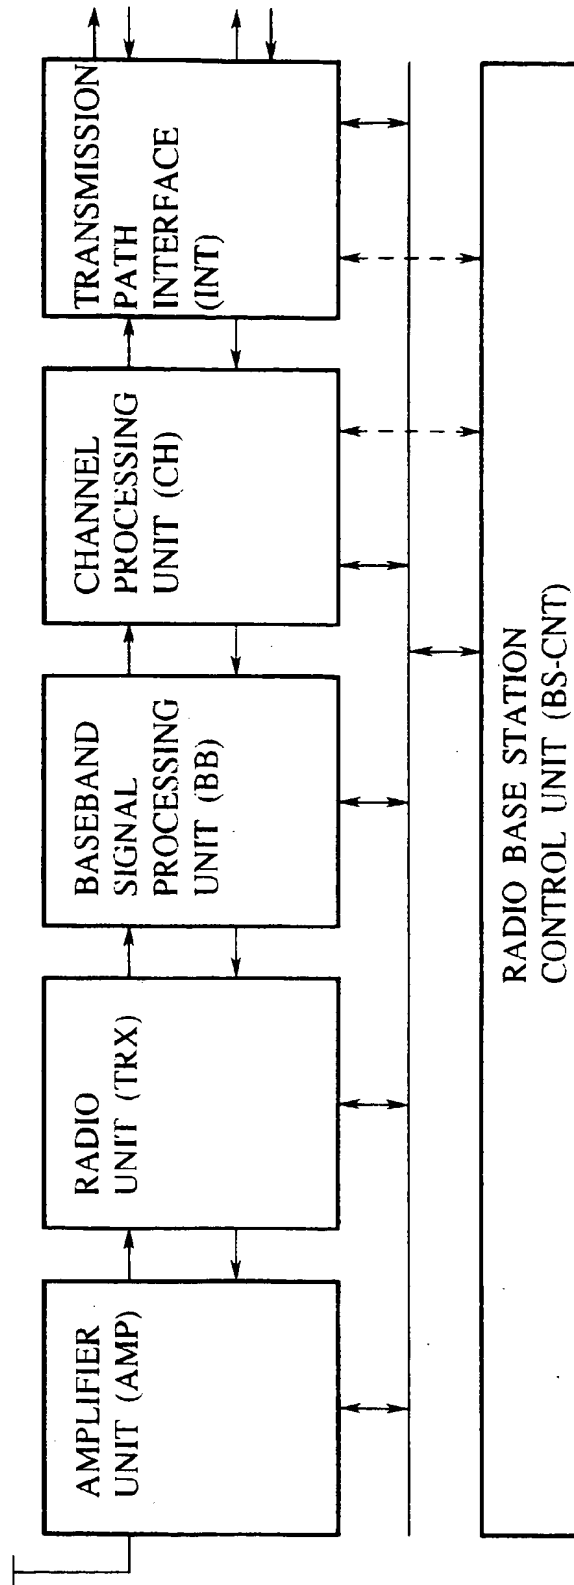 AMPLIFIER
UNIT (AMP)
RADIO
UNIT (TRX)
BASEBAND
SIGNAL
PROCESSING
UNIT (BB)
CHANNEL
PROCESSING
UNIT (CH)
TRANSMISSION
PATH
INTERFACE
(INT)
RADIO BASE STATION
CONTROL UNIT (BS-CNT)